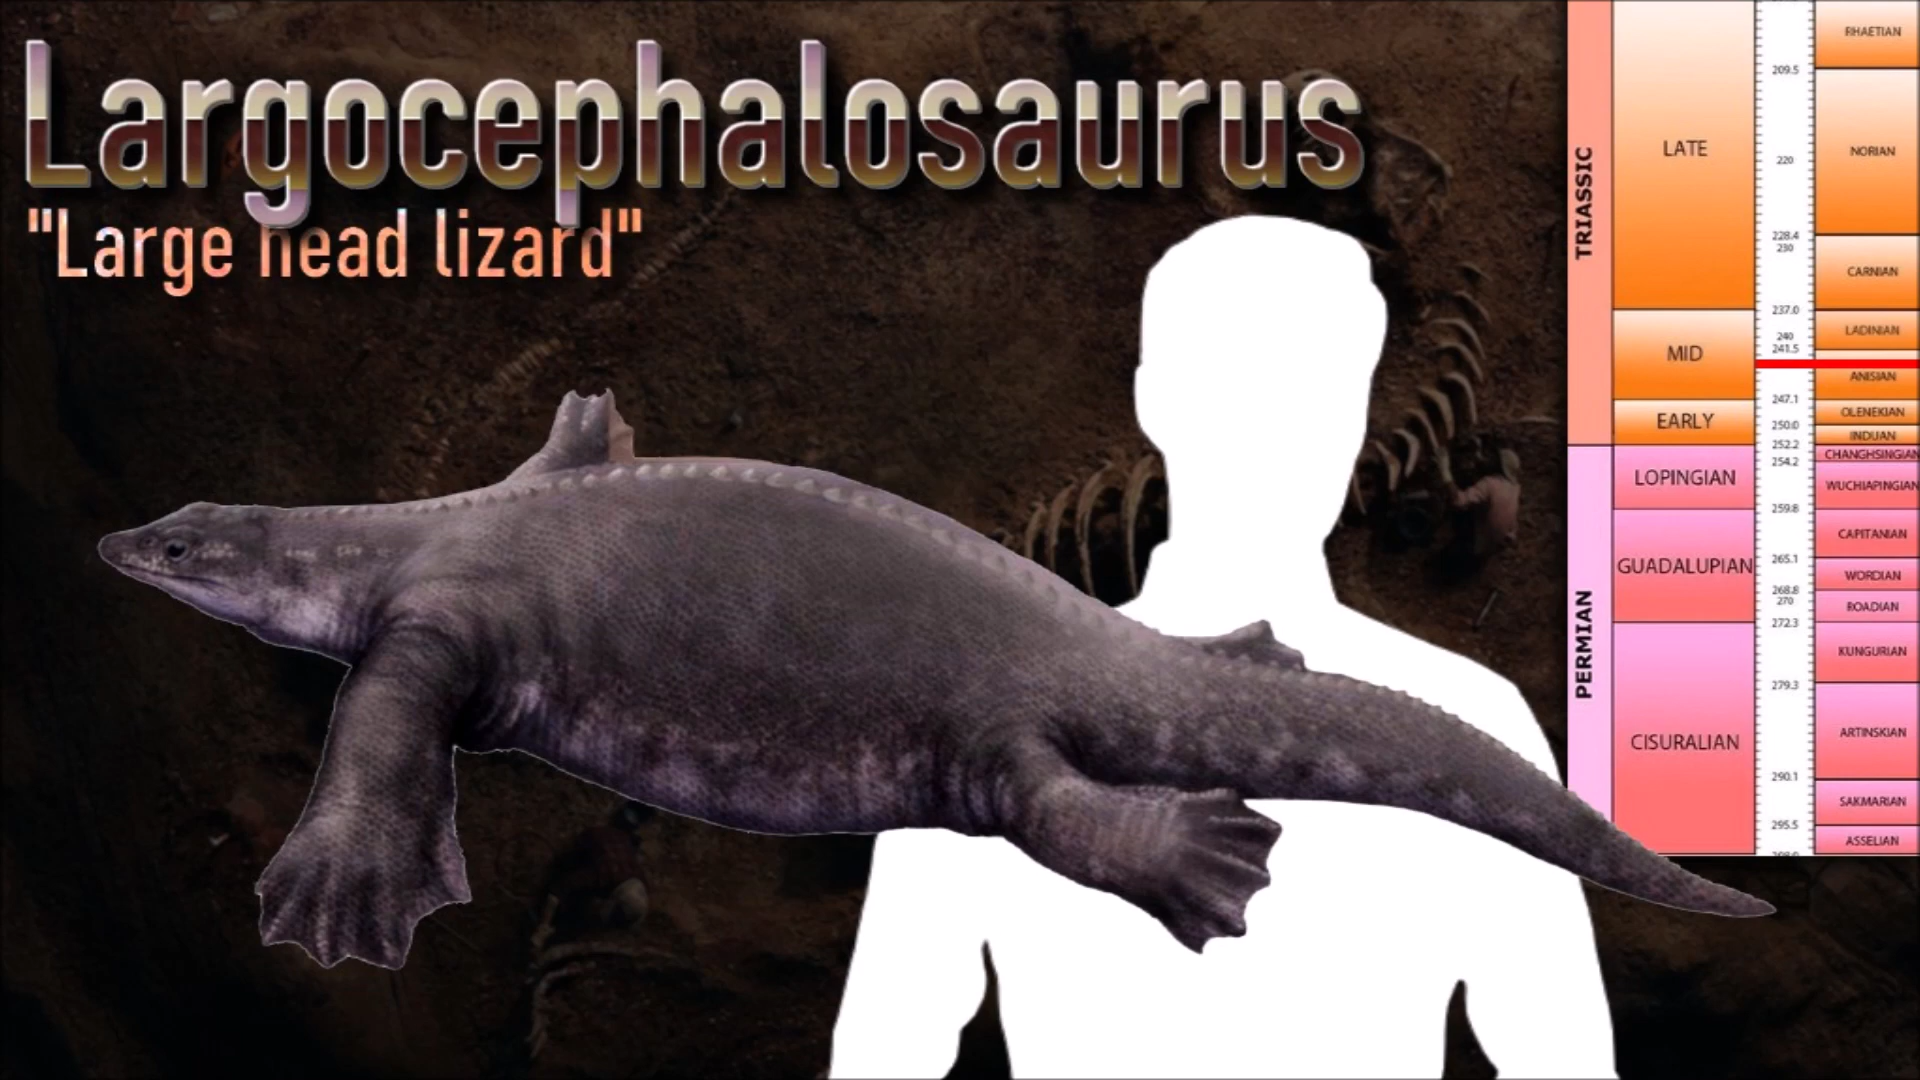 Largocephalosaurus
"Large head lizard"
TRIASSIC
PERMIAN
LATE
MID
EARLY
LOPINGIAN
GUADALUPIAN
CISURALIAN
209.5
220
228.4
230
237.0
240
241.5
247.1
250.0
252.2
254.2
259.8
265.1
268.8
270
272.3
279.3
290.1
295.5
RHAETIAN
NORIAN
CARNIAN
LADINIAN
ANISIAN
OLENEKIAN
INDUAN
CHANGHSINGIAN
WUCHIAPINGIAN
CAPITANIAN
WORDIAN
ROADIAN
KUNGURIAN
ARTINSKIAN
SAKMARIAN
ASSELIAN